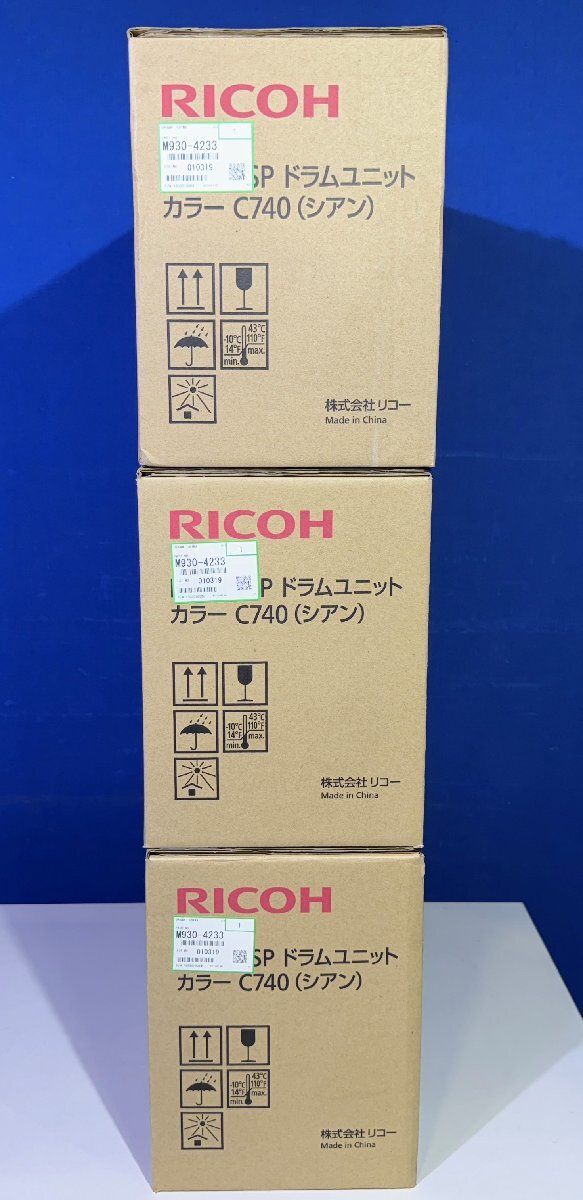 RICOH
1
M930-4233
010319
SP ドラムユニット
カラー C740 (シアン)
-10°C
14°F
min.
43°C
110°F
max.
株式会社 リコー
Made in China
RICOH
1
M930-4233
010319
SP ドラムユニット
カラー C740 (シアン)
-10°C
14°F
min.
43°C
110°F
max.
株式会社 リコー
Made in China
RICOH
1
M930-4233
010319
SP ドラムユニット
カラー C740 (シアン)
-10°C
14°F
min.
43°C
110°F
max.
株式会社 リコー
Made in China